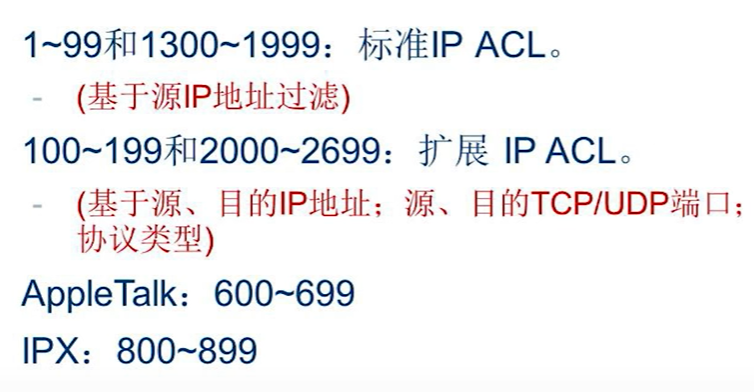 1~99和1300~1999：标准IP ACL。
- (基于源IP地址过滤)
100~199和2000~2699：扩展 IP ACL。
- (基于源、目的IP地址；源、目的TCP/UDP端口；
协议类型)
AppleTalk：600~699
IPX：800~899